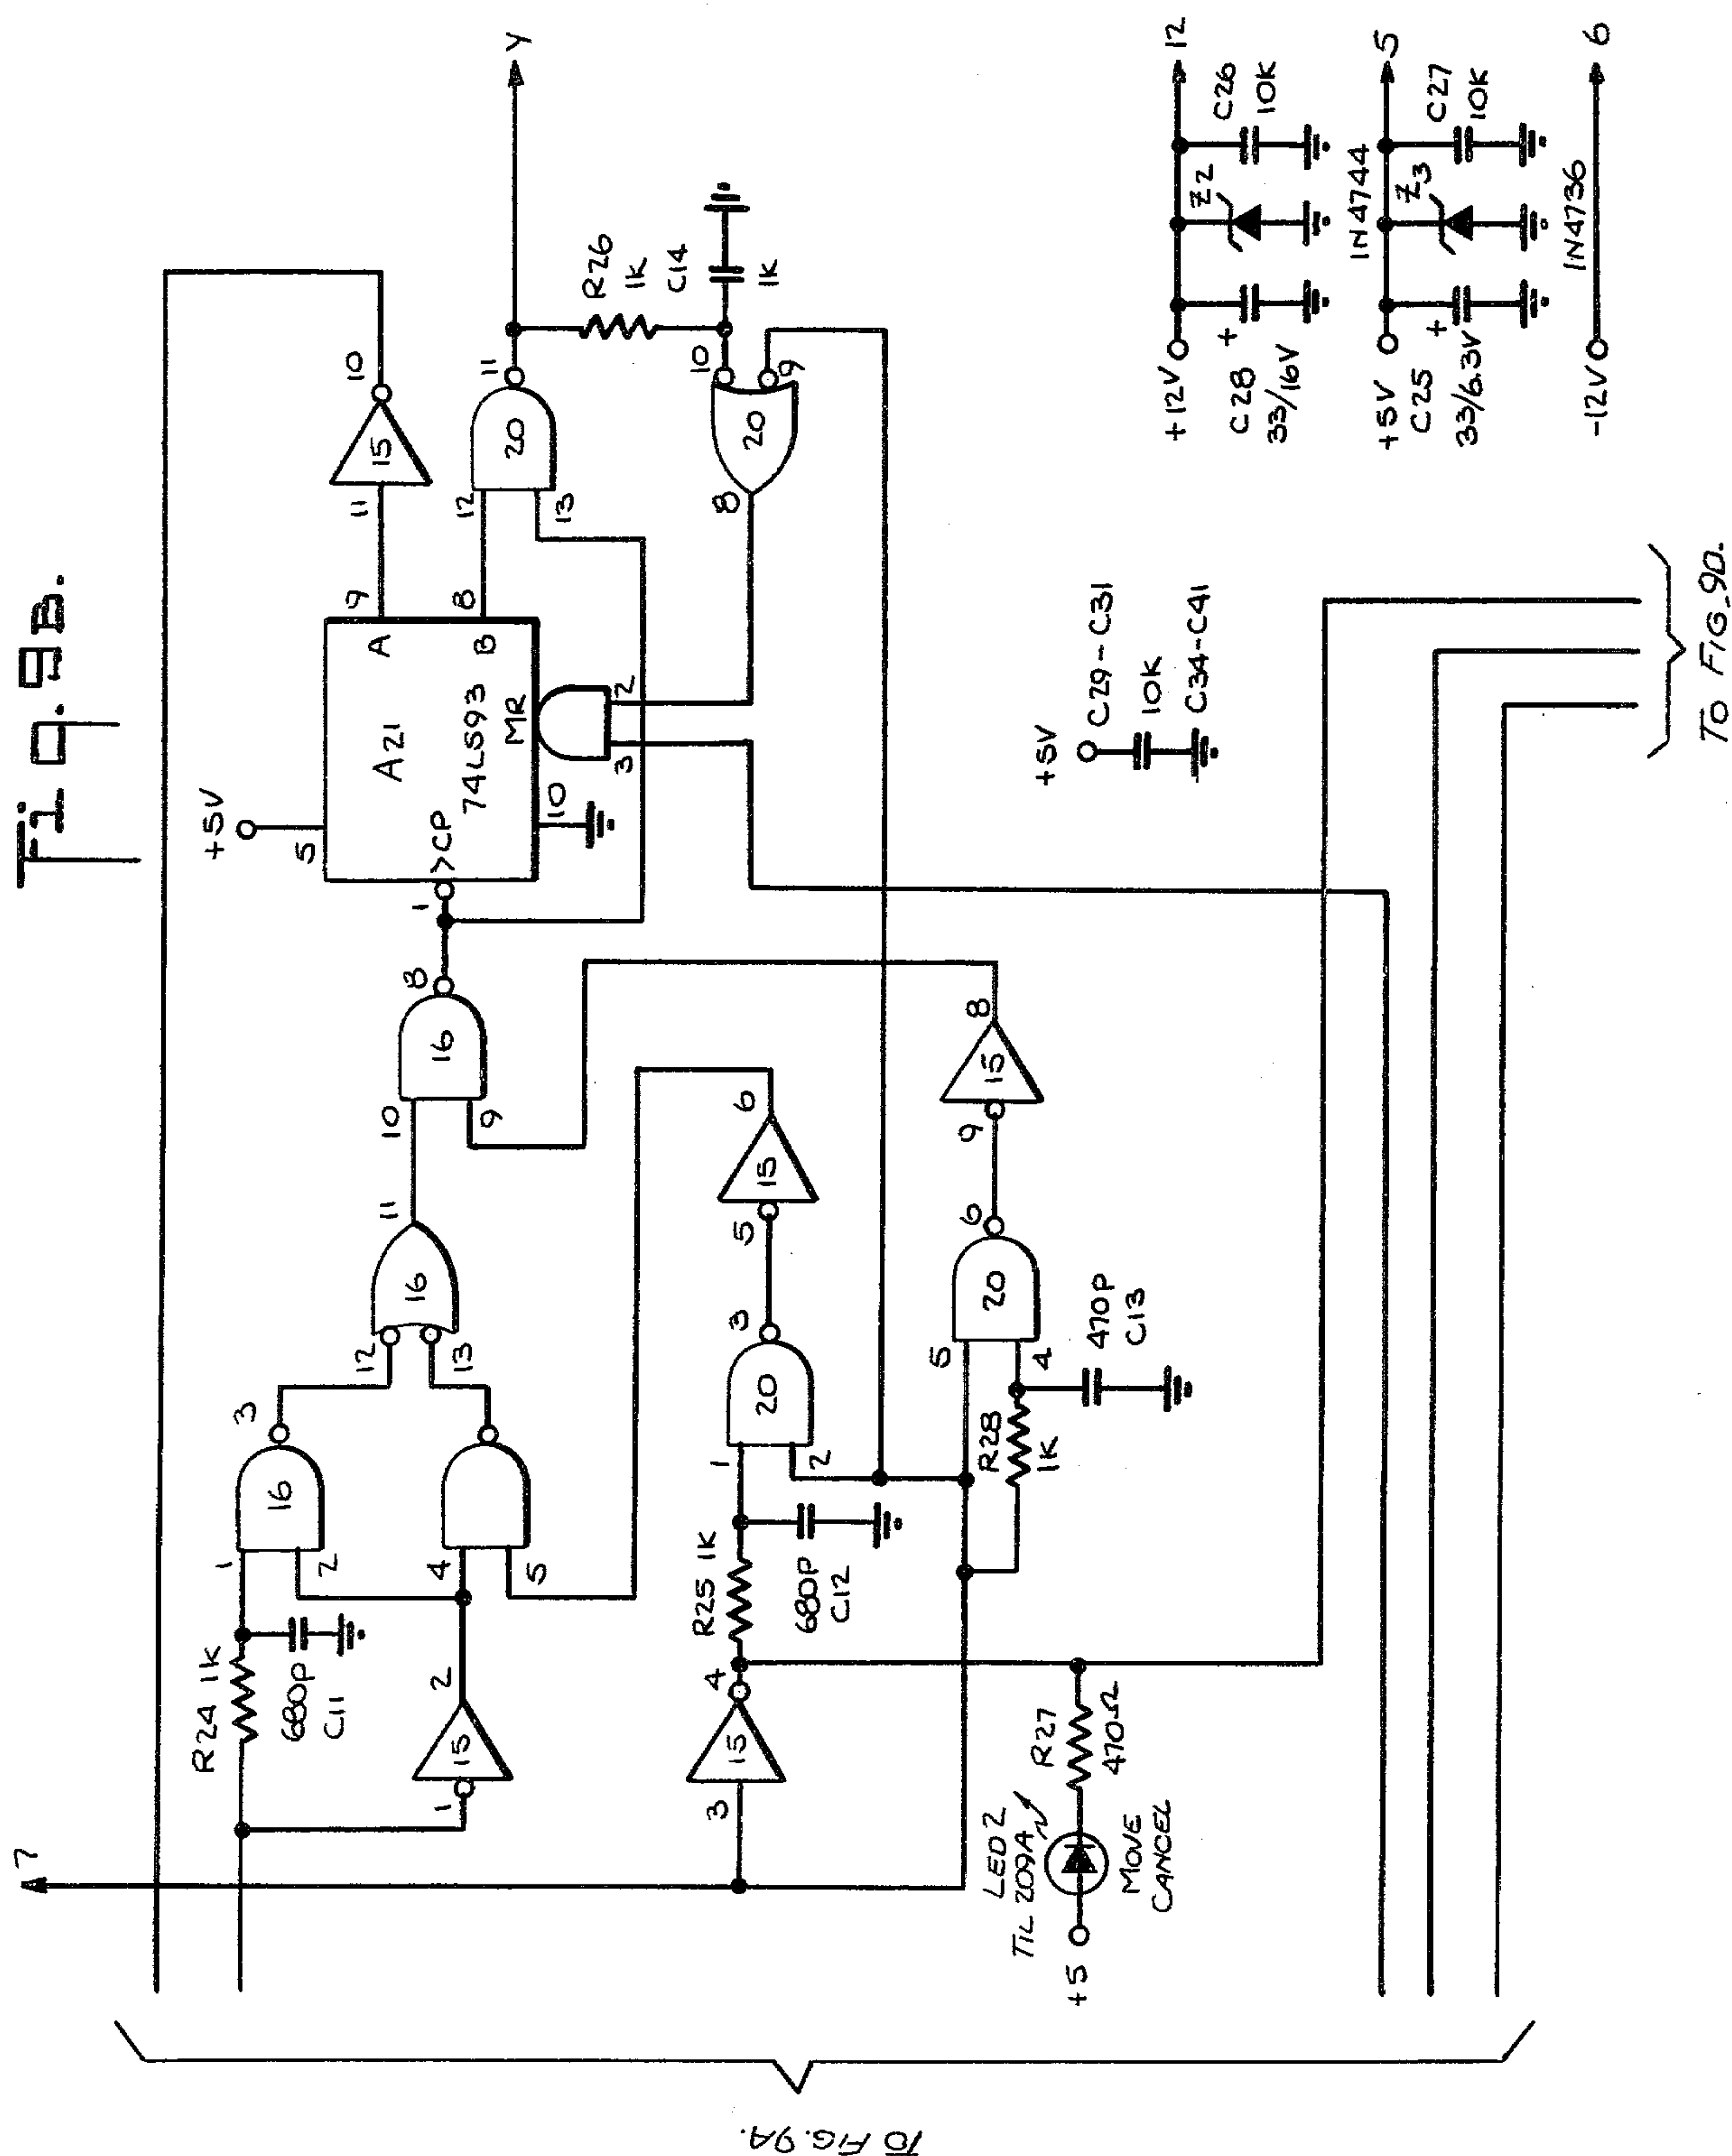 Fig. 9B.
7
R24 1K
680P
C11
1
2
16
3
1
15
2
4
5
12
13
16
11
10
9
16
8
+5V
5
1
>CP
A21
74LS93
MR
A
B
9
8
10
3
2
11
15
10
12
13
20
11
Y
R26
1K
C14
1K
10
9
20
8
3
15
4
R25 1K
680P
C12
1
2
20
3
5
15
6
5
4
20
6
9
15
8
R28
1K
470P
C13
+5
LED 2
TIL 209A
MOVE
CANCEL
R27
470Ω
+5V
C29-C31
10K
C34-C41
+12V
C28
+
33/16V
Z2
1N4744
C26
10K
12
+5V
C25
+
33/6.3V
Z3
1N4736
C27
10K
5
-12V
6
TO FIG. 9A.
TO FIG. 9D.